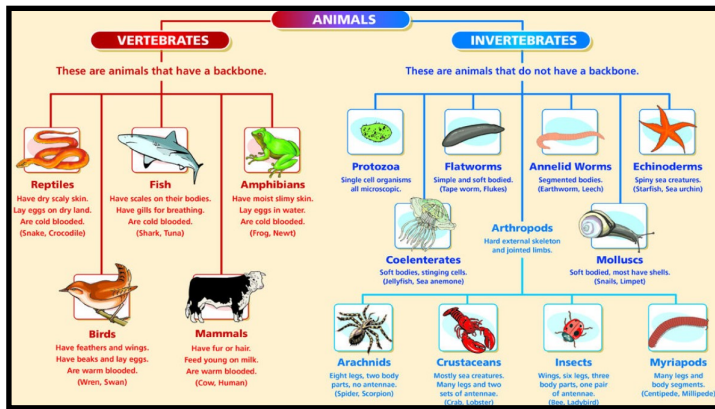 ANIMALS
VERTEBRATES
These are animals that have a backbone.
Reptiles
Have dry scaly skin.
Lay eggs on dry land.
Are cold blooded.
(Snake, Crocodile)
Fish
Have scales on their bodies.
Have gills for breathing.
Are cold blooded.
(Shark, Tuna)
Amphibians
Have moist slimy skin.
Lay eggs in water.
Are cold blooded.
(Frog, Newt)
Birds
Have feathers and wings.
Have beaks and lay eggs.
Are warm blooded.
(Wren, Swan)
Mammals
Have fur or hair.
Feed young on milk.
Are warm blooded.
(Cow, Human)
INVERTEBRATES
These are animals that do not have a backbone.
Protozoa
Single cell organisms
all microscopic.
Flatworms
Simple and soft bodied.
(Tape worm, Flukes)
Annelid Worms
Segmented bodies.
(Earthworm, Leech)
Echinoderms
Spiny sea creatures.
(Starfish, Sea urchin)
Coelenterates
Soft bodies, stinging cells.
(Jellyfish, Sea anemone)
Arthropods
Hard external skeleton
and jointed limbs.
Molluscs
Soft bodied, most have shells.
(Snails, Limpet)
Arachnids
Eight legs, two body
parts, no antennae.
(Spider, Scorpion)
Crustaceans
Mostly sea creatures.
Many legs and two
sets of antennae.
(Crab, Lobster)
Insects
Wings, six legs, three
body parts, one pair
of antennae.
(Bee, Ladybird)
Myriapods
Many legs and
body segments.
(Centipede, Millipede)